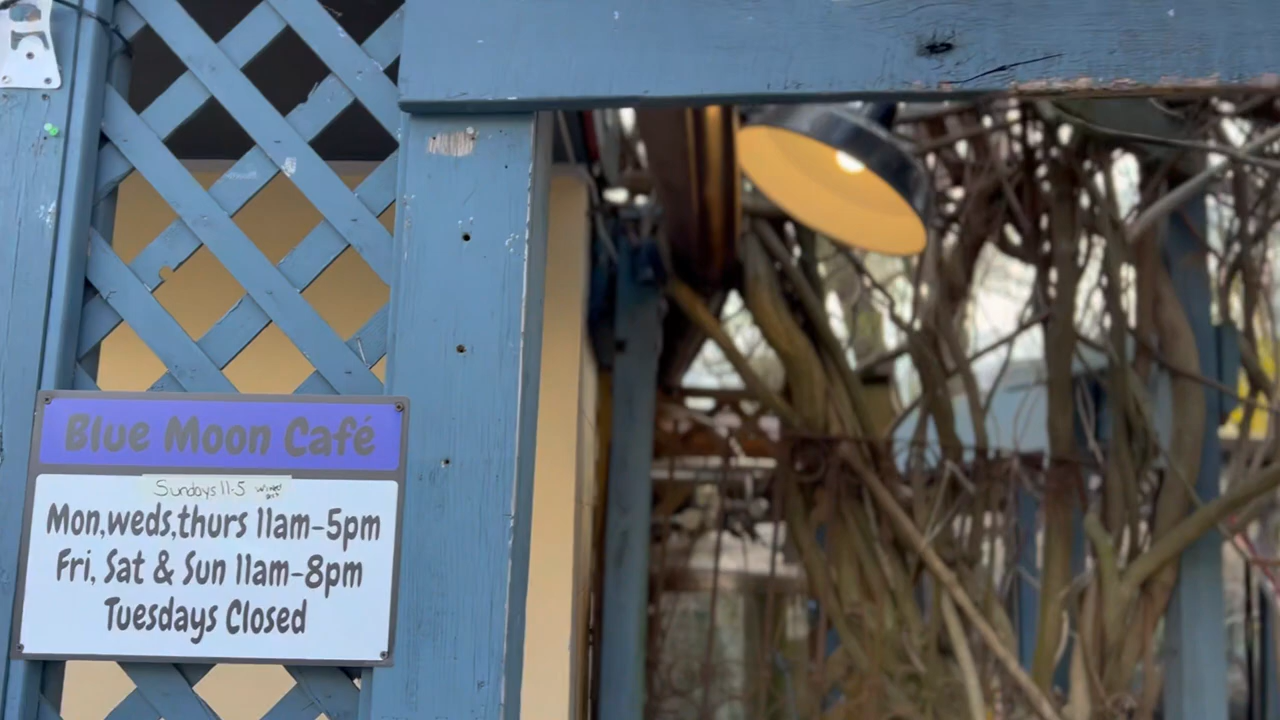 Blue Moon Café
Sundays 11-5
Mon,weds,thurs 11am-5pm
Fri, Sat & Sun 11am-8pm
Tuesdays Closed